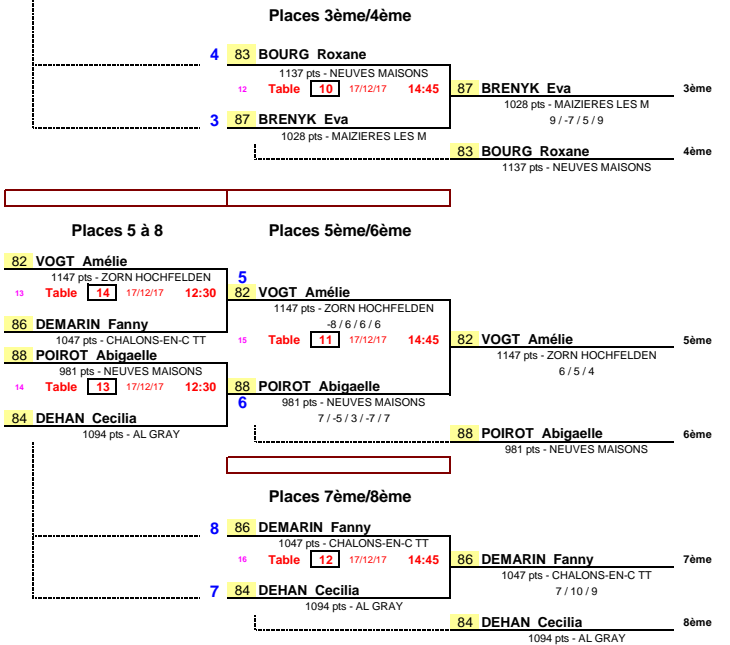 Places 3ème/4ème
4 83 BOURG Roxane
1137 pts - NEUVES MAISONS
12 Table 10 17/12/17 14:45 87 BRENYK Eva 3ème
1028 pts - MAIZIERES LES M
3 87 BRENYK Eva 9 / -7 / 5 / 9
1028 pts - MAIZIERES LES M
83 BOURG Roxane 4ème
1137 pts - NEUVES MAISONS
Places 5 à 8 Places 5ème/6ème
82 VOGT Amélie
1147 pts - ZORN HOCHFELDEN 5
13 Table 14 17/12/17 12:30 82 VOGT Amélie
1147 pts - ZORN HOCHFELDEN
86 DEMARIN Fanny -8 / 6 / 6 / 6
1047 pts - CHALONS-EN-C TT 15 Table 11 17/12/17 14:45 82 VOGT Amélie 5ème
88 POIROT Abigaelle 1147 pts - ZORN HOCHFELDEN
981 pts - NEUVES MAISONS 6 / 5 / 4
14 Table 13 17/12/17 12:30 88 POIROT Abigaelle
6 981 pts - NEUVES MAISONS
84 DEHAN Cecilia 7 / -5 / 3 / -7 / 7
1094 pts - AL GRAY 88 POIROT Abigaelle 6ème
981 pts - NEUVES MAISONS
Places 7ème/8ème
8 86 DEMARIN Fanny
1047 pts - CHALONS-EN-C TT
16 Table 12 17/12/17 14:45 86 DEMARIN Fanny 7ème
1047 pts - CHALONS-EN-C TT
7 84 DEHAN Cecilia 7 / 10 / 9
1094 pts - AL GRAY
84 DEHAN Cecilia 8ème
1094 pts - AL GRAY